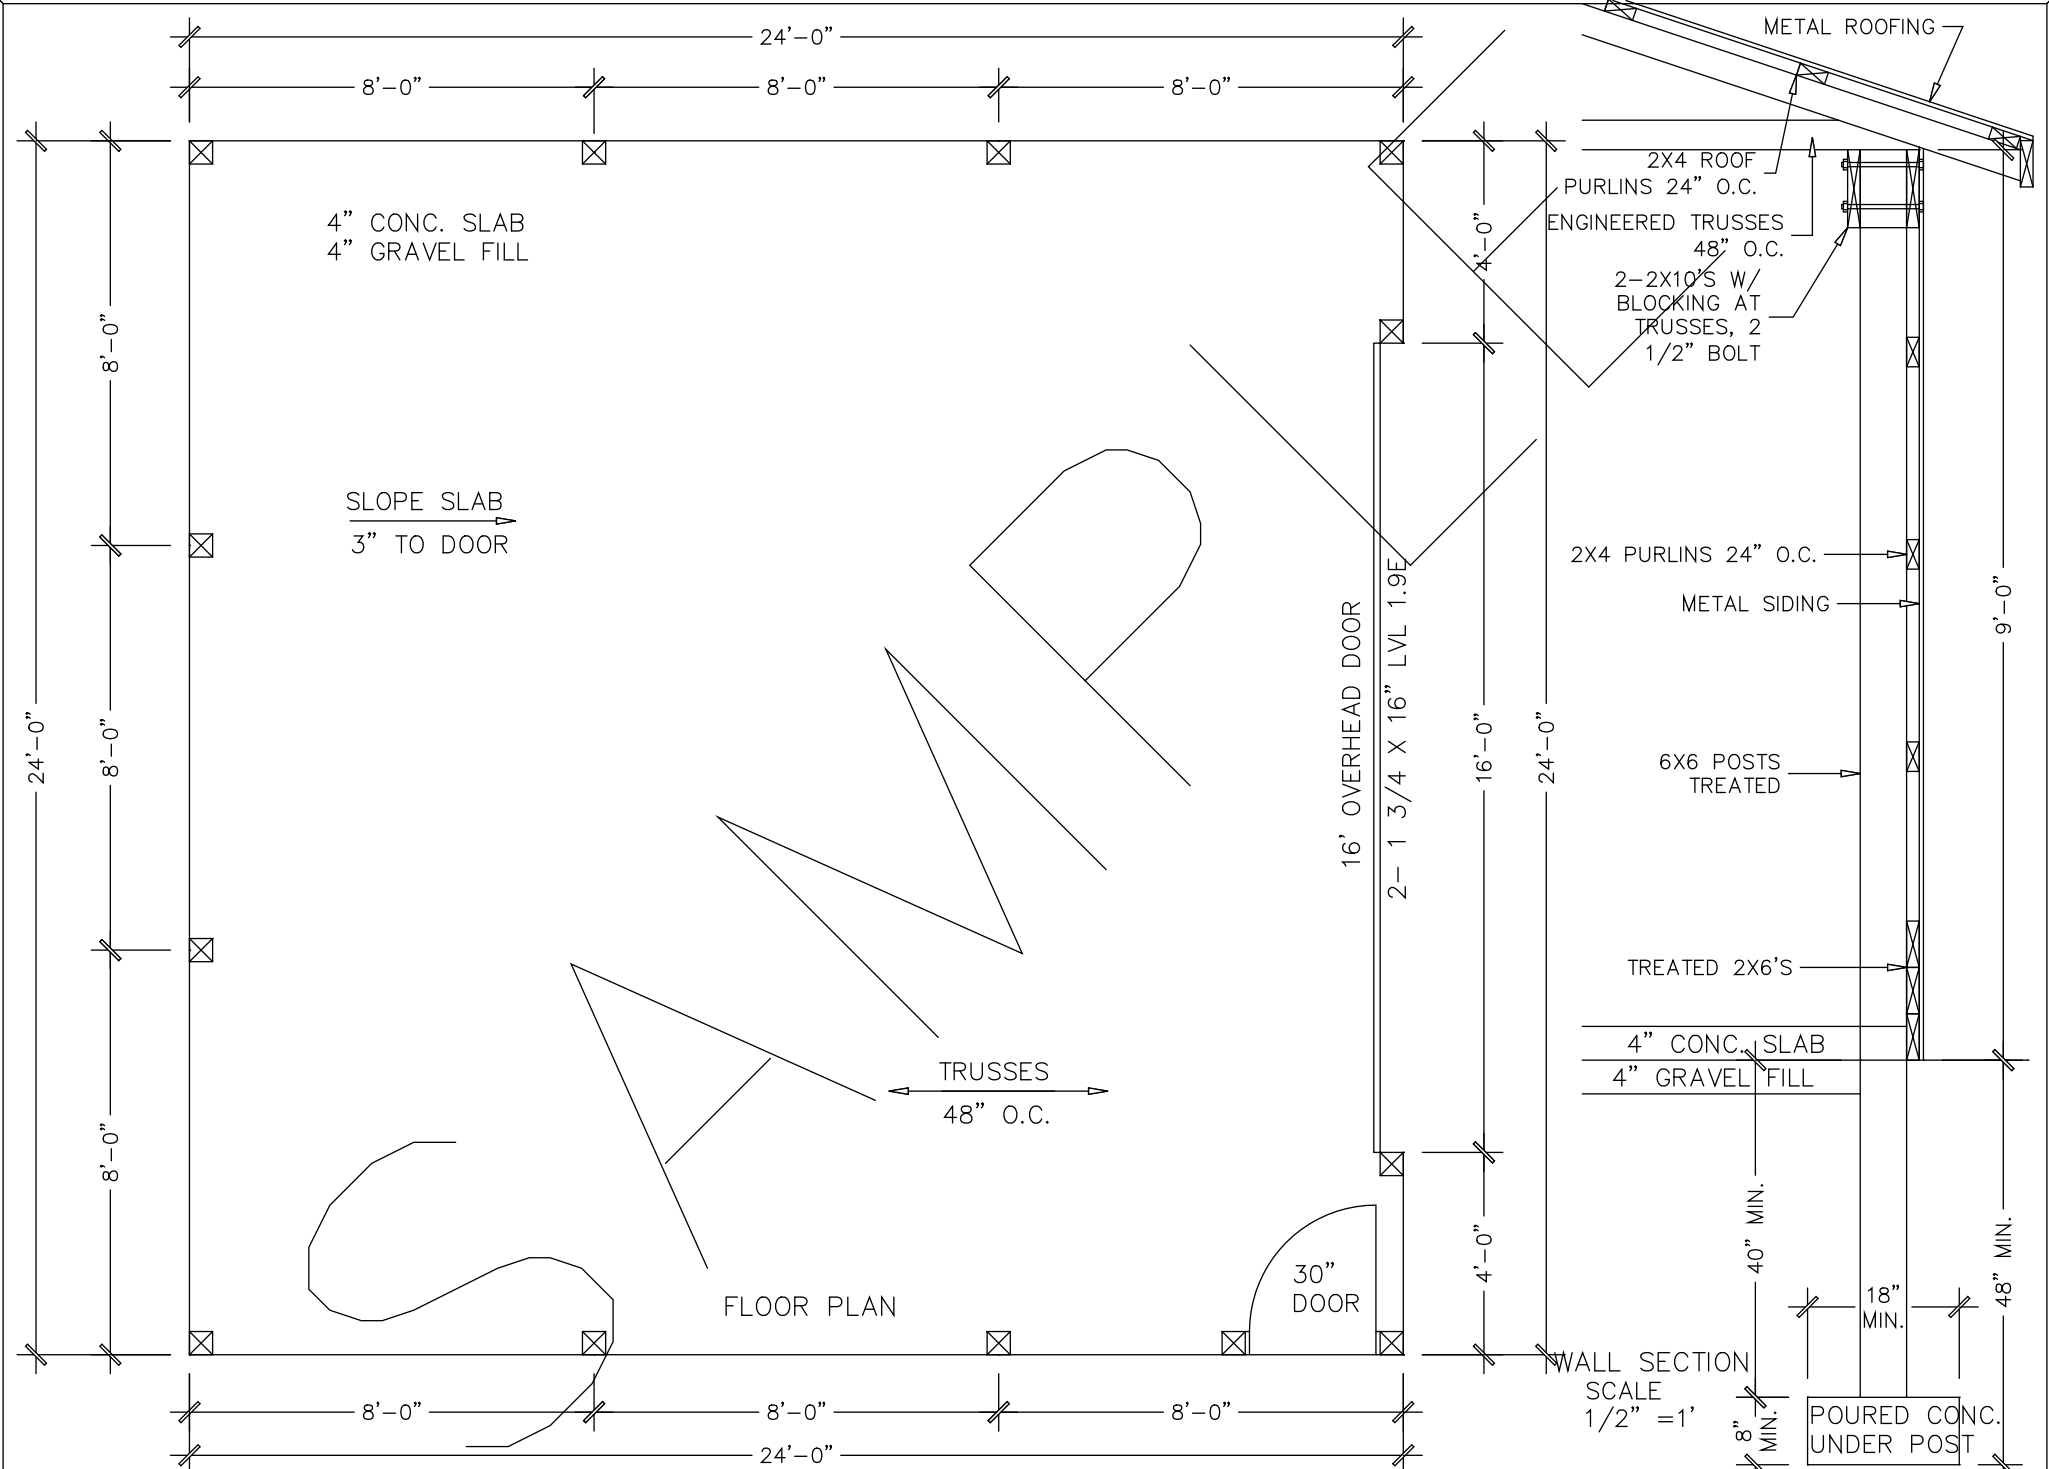 24'-0"
8'-0" 8'-0" 8'-0"
4" CONC. SLAB
4" GRAVEL FILL
SLOPE SLAB
3" TO DOOR
24'-0"
8'-0"
8'-0"
8'-0"
SAMPLE
16' OVERHEAD DOOR
2- 1 3/4 X 16" LVL 1.9E
4'-0"
16'-0"
4'-0"
24'-0"
TRUSSES
48" O.C.
30"
DOOR
FLOOR PLAN
8'-0" 8'-0" 8'-0"
24'-0"
METAL ROOFING
2X4 ROOF
PURLINS 24" O.C.
ENGINEERED TRUSSES
48" O.C.
2-2X10'S W/
BLOCKING AT
TRUSSES, 2
1/2" BOLT
2X4 PURLINS 24" O.C.
METAL SIDING
9'-0"
6X6 POSTS
TREATED
TREATED 2X6'S
4" CONC. SLAB
4" GRAVEL FILL
40" MIN.
48" MIN.
18"
MIN.
WALL SECTION
SCALE
1/2" =1'
8"
MIN.
POURED CONC.
UNDER POST